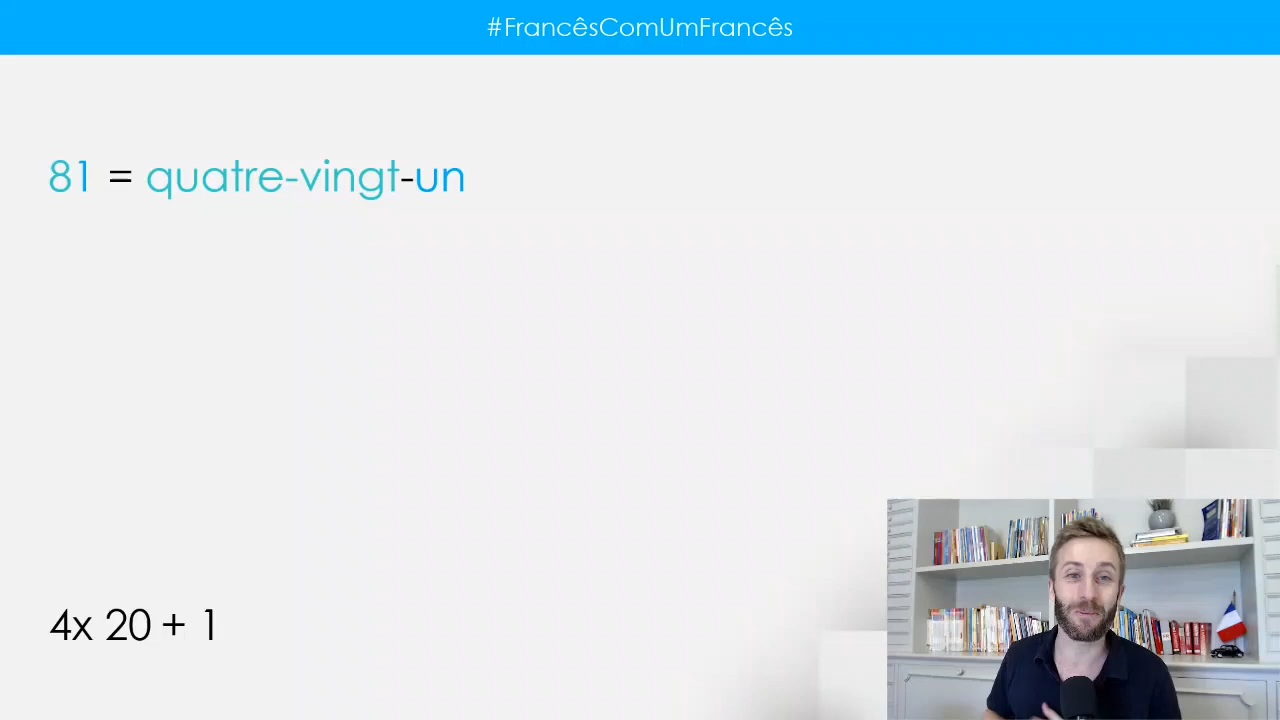 #FrancêsComUmFrancês
81 = quatre-vingt-un
4x 20 + 1